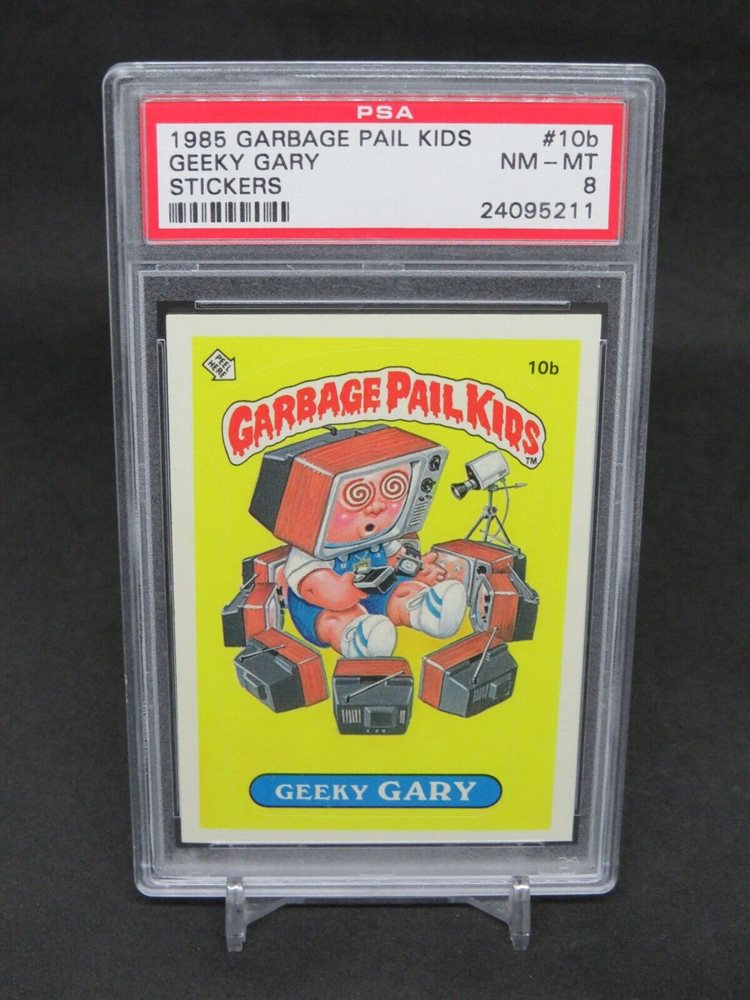 PSA
1985 GARBAGE PAIL KIDS #10b
GEEKY GARY NM – MT
STICKERS 8
24095211
PEEL HERE
10b
GARBAGE PAIL KIDS
TM
GEEKY GARY